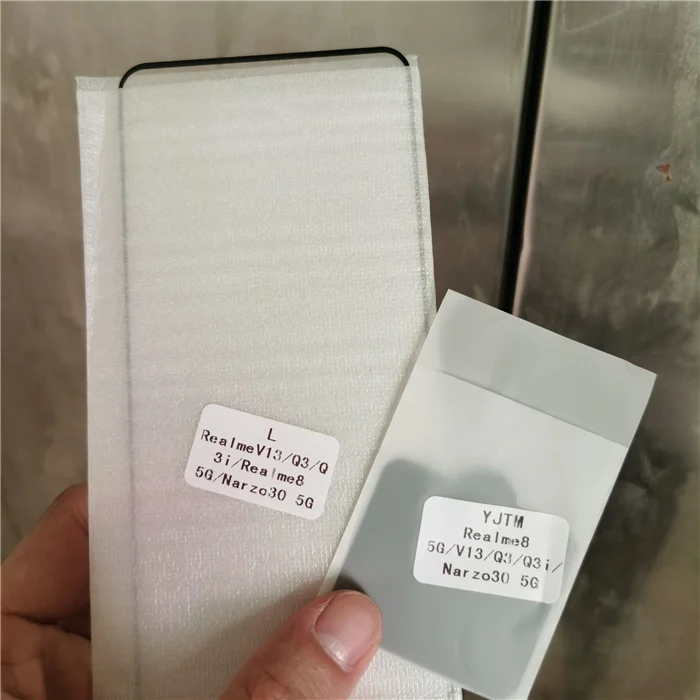 L
RealmeV13/Q3/Q
3i/Realme8
5G/Narzo30 5G
YJTM
Realme8
5G/V13/Q3/Q3i/
Narzo30 5G